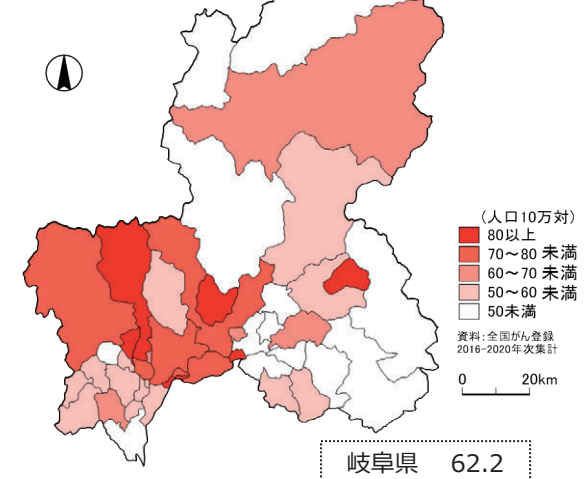 (人口10万対)
80以上
70～80 未満
60～70 未満
50～60 未満
50未満
資料:全国がん登録
2016-2020年次集計
0 20km
岐阜県 62.2